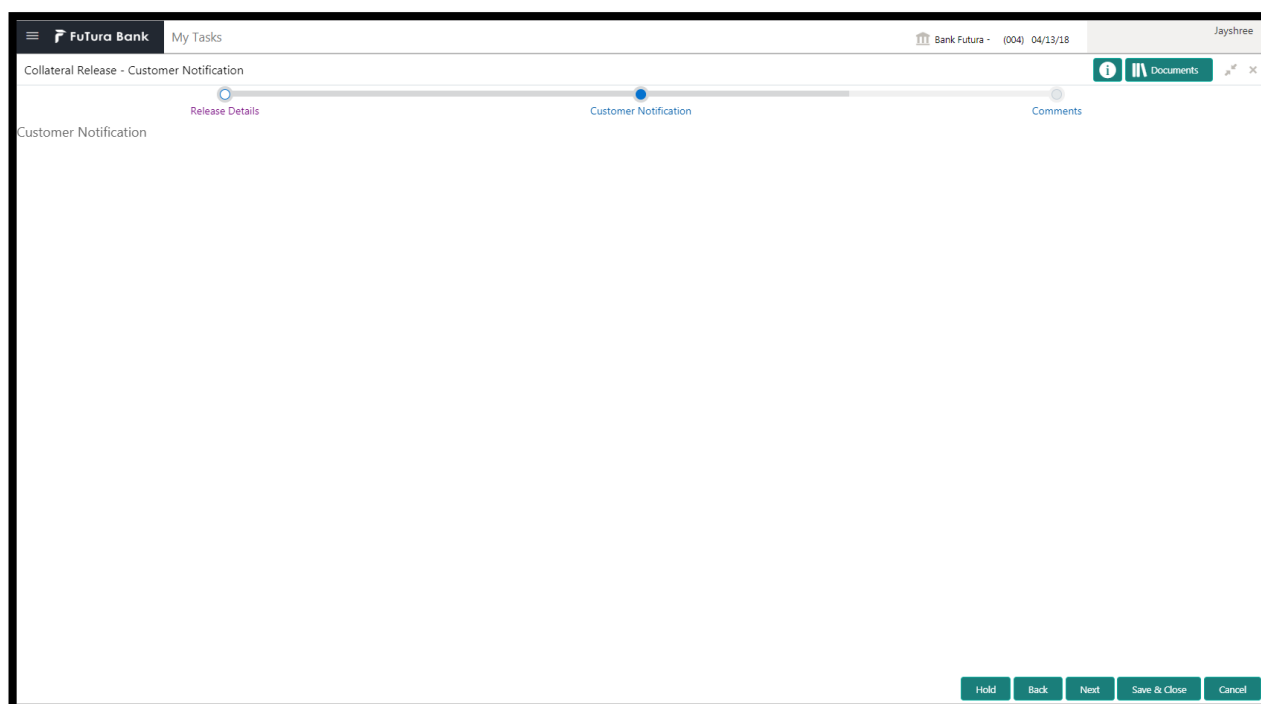 FuTura Bank My Tasks Bank Futura - (004) 04/13/18 Jayshree
Collateral Release - Customer Notification i Documents
Release Details Customer Notification Comments
Customer Notification
Hold Back Next Save & Close Cancel